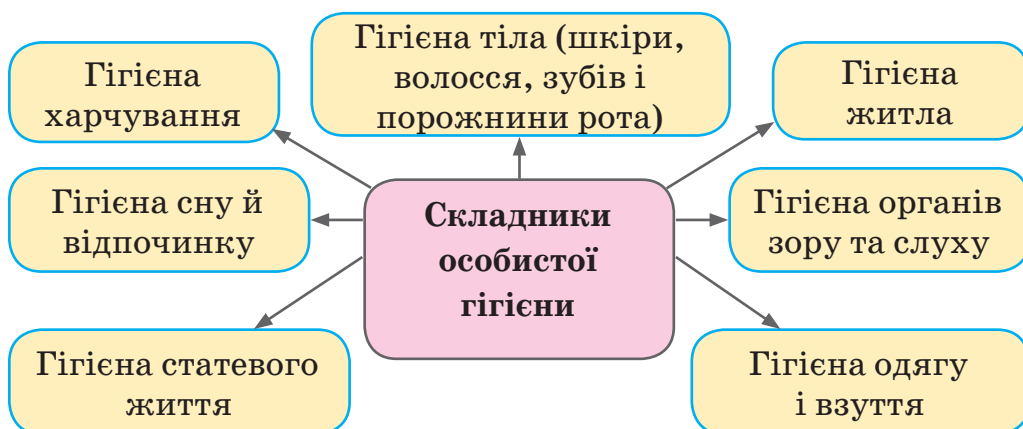 Гігієна
харчування
Гігієна тіла (шкіри,
волосся, зубів і
порожнини рота)
Гігієна
житла
Гігієна сну й
відпочинку
Складники
особистої
гігієни
Гігієна органів
зору та слуху
Гігієна статевого
життя
Гігієна одягу
і взуття